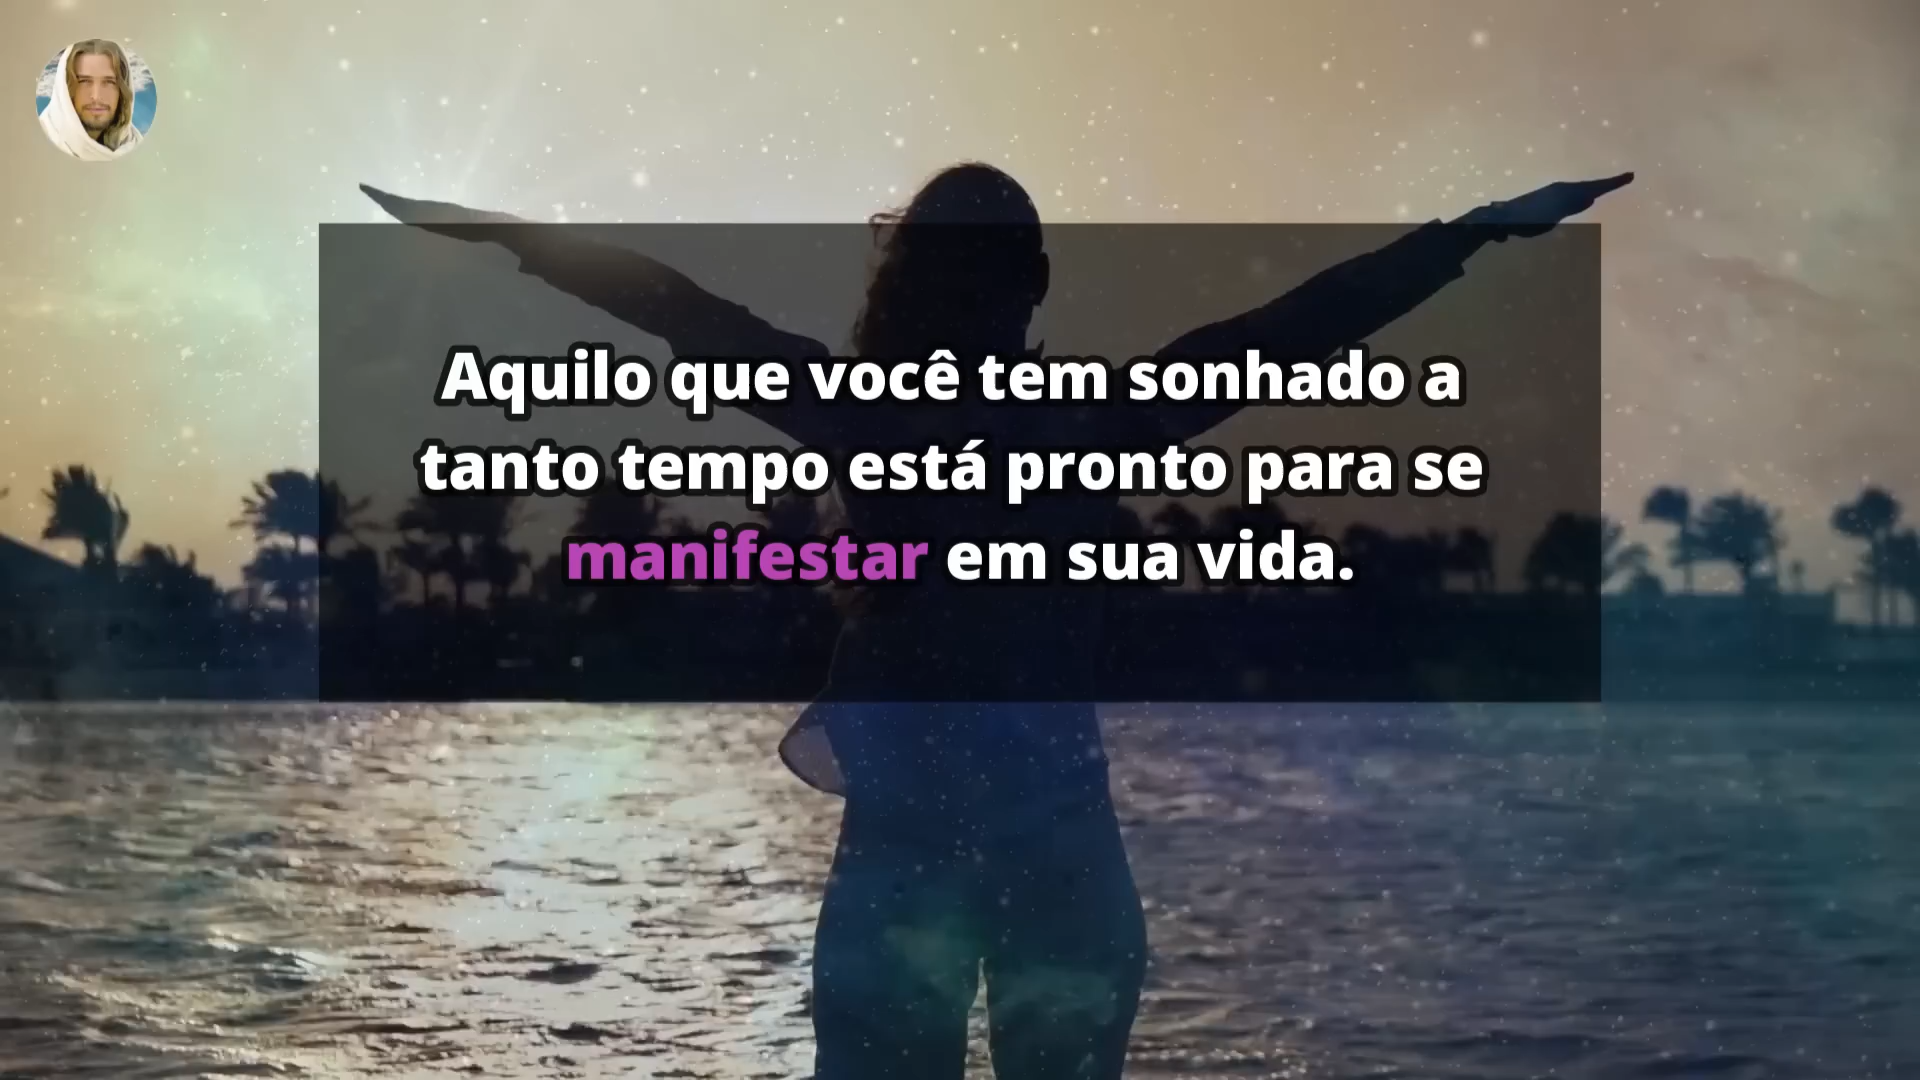 Aquilo que você tem sonhado a
tanto tempo está pronto para se
manifestar em sua vida.